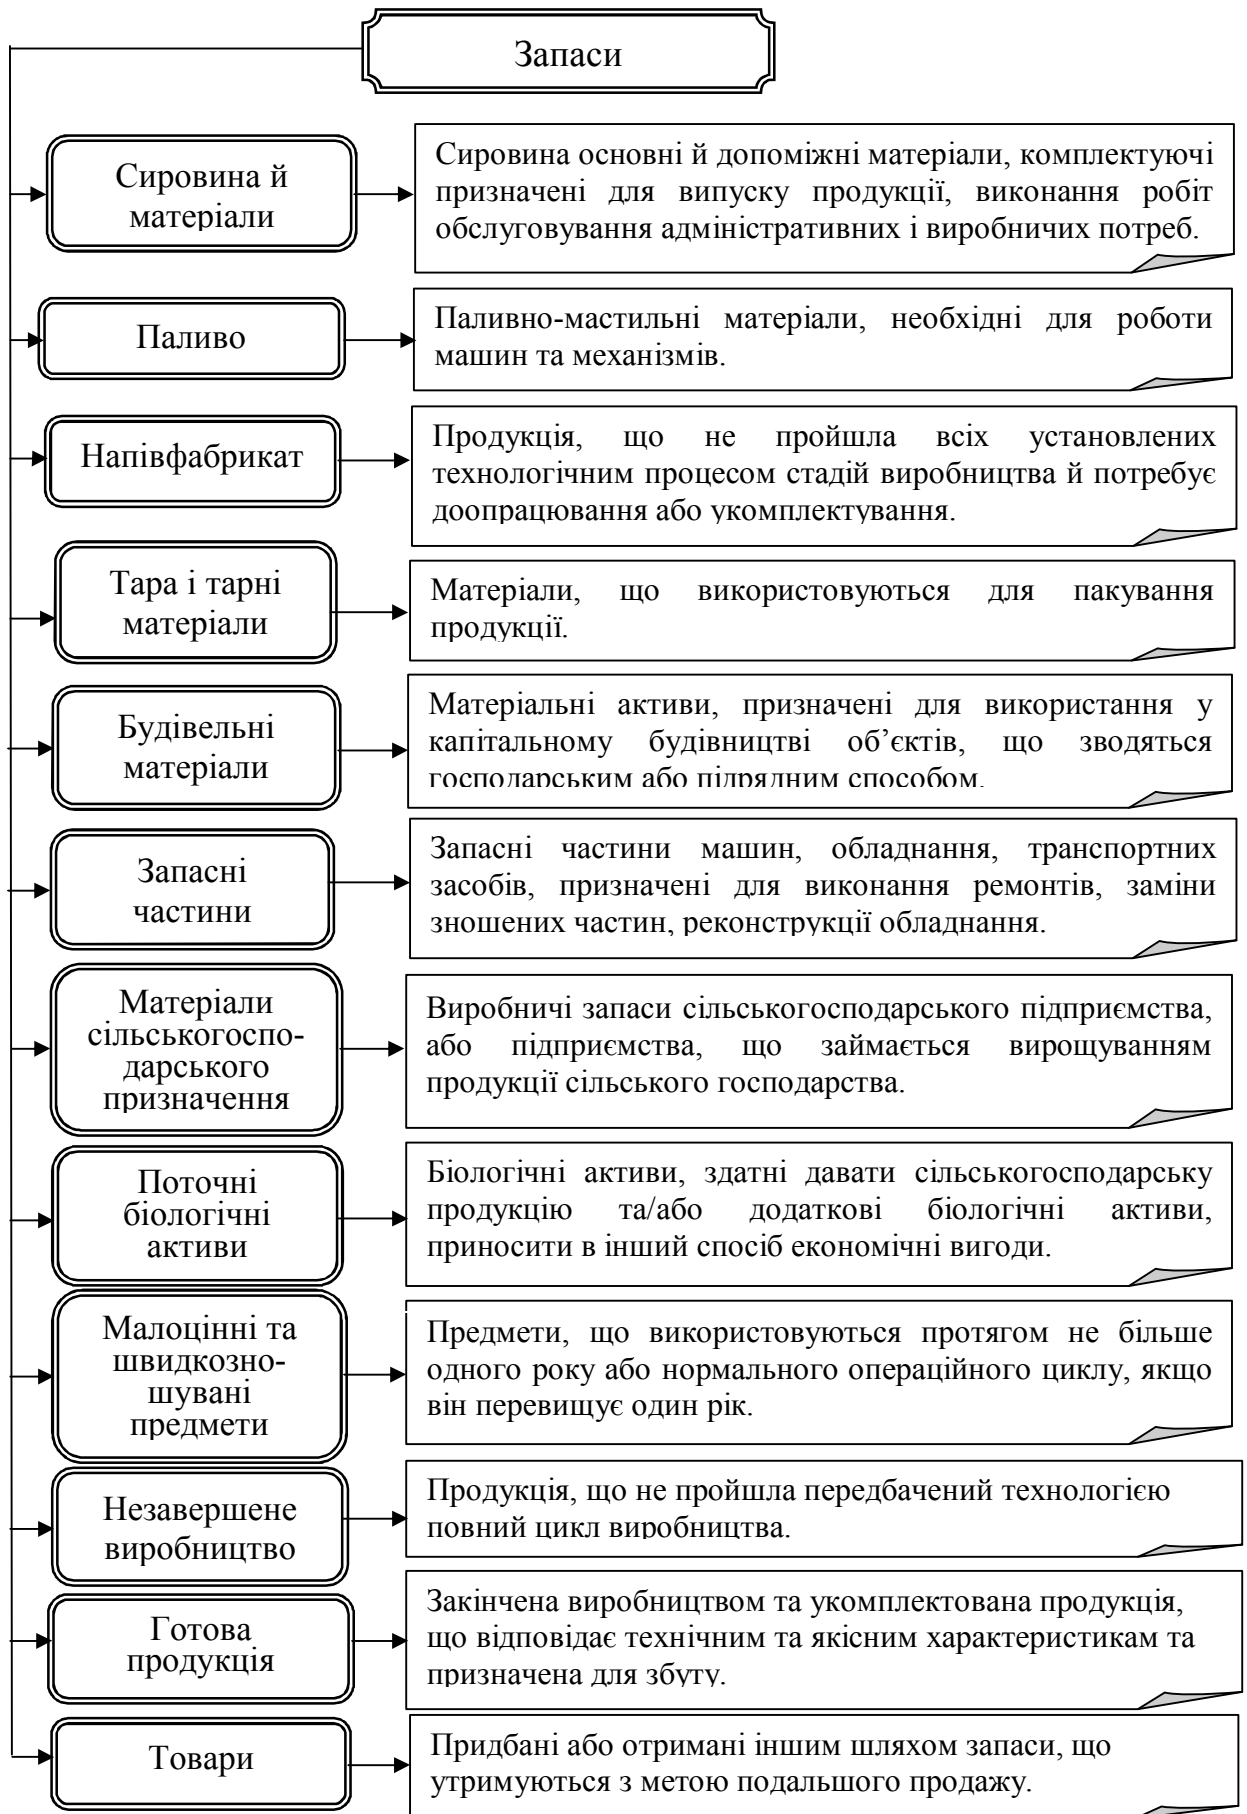 Запаси
Сировина й
матеріали
Сировина основні й допоміжні матеріали, комплектуючі
призначені для випуску продукції, виконання робіт
обслуговування адміністративних і виробничих потреб.
Паливо
Паливно-мастильні матеріали, необхідні для роботи
машин та механізмів.
Напівфабрикат
Продукція, що не пройшла всіх установлених
технологічним процесом стадій виробництва й потребує
доопрацювання або укомплектування.
Тара і тарні
матеріали
Матеріали, що використовуються для пакування
продукції.
Будівельні
матеріали
Матеріальні активи, призначені для використання у
капітальному будівництві об’єктів, що зводяться
господарським або підрядним способом.
Запасні
частини
Запасні частини машин, обладнання, транспортних
засобів, призначені для виконання ремонтів, заміни
зношених частин, реконструкції обладнання.
Матеріали
сільськогоспо-
дарського
призначення
Виробничі запаси сільськогосподарського підприємства,
або підприємства, що займається вирощуванням
продукції сільського господарства.
Поточні
біологічні
активи
Біологічні активи, здатні давати сільськогосподарську
продукцію та/або додаткові біологічні активи,
приносити в інший спосіб економічні вигоди.
Малоцінні та
швидкозно-
шувані
предмети
Предмети, що використовуються протягом не більше
одного року або нормального операційного циклу, якщо
він перевищує один рік.
Незавершене
виробництво
Продукція, що не пройшла передбачений технологією
повний цикл виробництва.
Готова
продукція
Закінчена виробництвом та укомплектована продукція,
що відповідає технічним та якісним характеристикам та
призначена для збуту.
Товари
Придбані або отримані іншим шляхом запаси, що
утримуються з метою подальшого продажу.